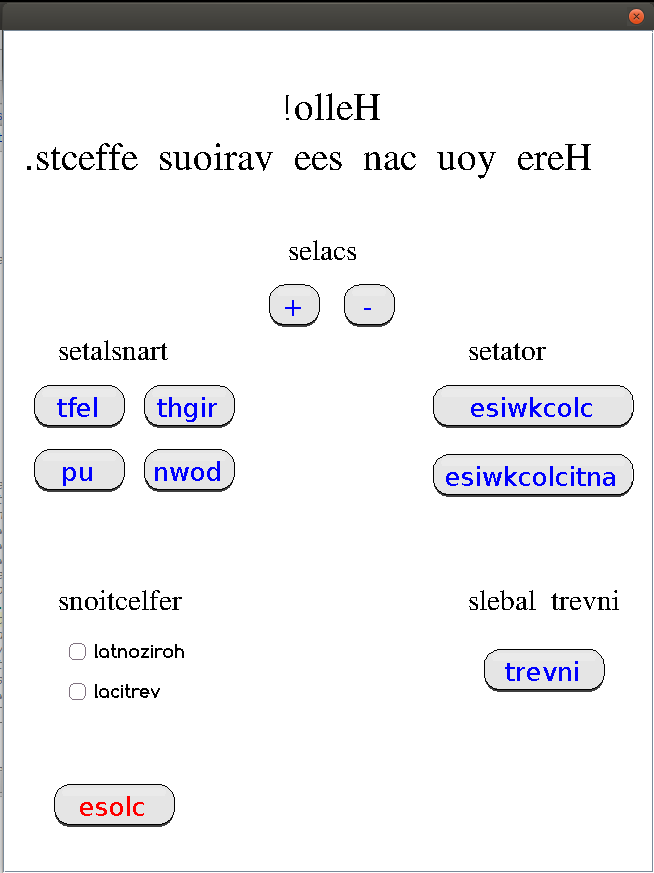 !olleH
.stceffe suoirav ees nac uoy ereH
selacs
+ -
setalsnart
setator
tfel thgir
esiwkcolc
pu nwod
esiwkcolcitna
snoitcelfer
slebal trevni
latnoziroh
lacitrev
trevni
esolc